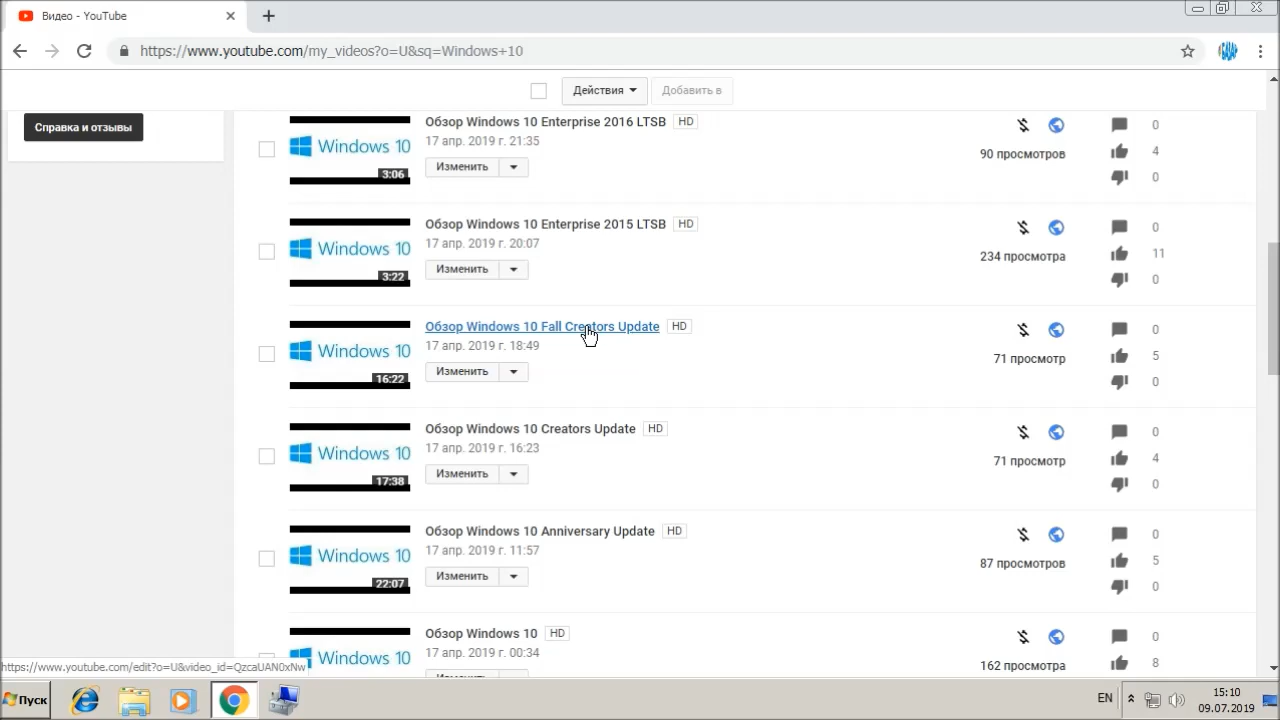 Видео - YouTube
https://www.youtube.com/my_videos?o=U&sq=Windows+10
Действия
Добавить в
Справка и отзывы
Обзор Windows 10 Enterprise 2016 LTSB HD
17 апр. 2019 г. 21:35
Изменить
Windows 10
3:06
90 просмотров
0
4
0
Обзор Windows 10 Enterprise 2015 LTSB HD
17 апр. 2019 г. 20:07
Изменить
Windows 10
3:22
234 просмотра
0
11
0
Обзор Windows 10 Fall Creators Update HD
17 апр. 2019 г. 18:49
Изменить
Windows 10
16:22
71 просмотр
0
5
0
Обзор Windows 10 Creators Update HD
17 апр. 2019 г. 16:23
Изменить
Windows 10
17:38
71 просмотр
0
4
0
Обзор Windows 10 Anniversary Update HD
17 апр. 2019 г. 11:57
Изменить
Windows 10
22:07
87 просмотров
0
5
0
Обзор Windows 10 HD
17 апр. 2019 г. 00:34
Изменить
Windows 10
162 просмотра
0
8
https://www.youtube.com/edit?o=U&video_id=QzcaUAN0xNw
Пуск
EN
15:10
09.07.2019